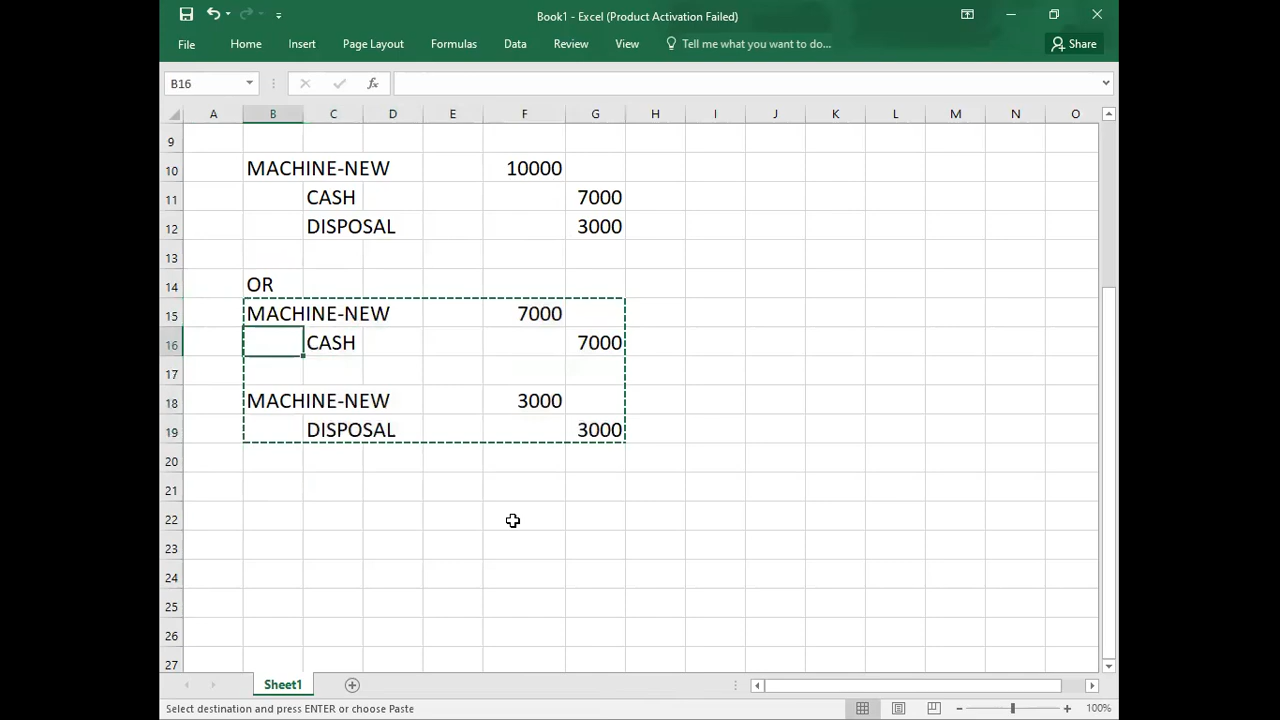 Book1 - Excel (Product Activation Failed)
File Home Insert Page Layout Formulas Data Review View Tell me what you want to do... Share
B16 fx
A B C D E F G H I J K L M N O
9
10 MACHINE-NEW 10000
11 CASH 7000
12 DISPOSAL 3000
13
14 OR
15 MACHINE-NEW 7000
16 CASH 7000
17
18 MACHINE-NEW 3000
19 DISPOSAL 3000
20
21
22
23
24
25
26
27
Sheet1
Select destination and press ENTER or choose Paste 100%